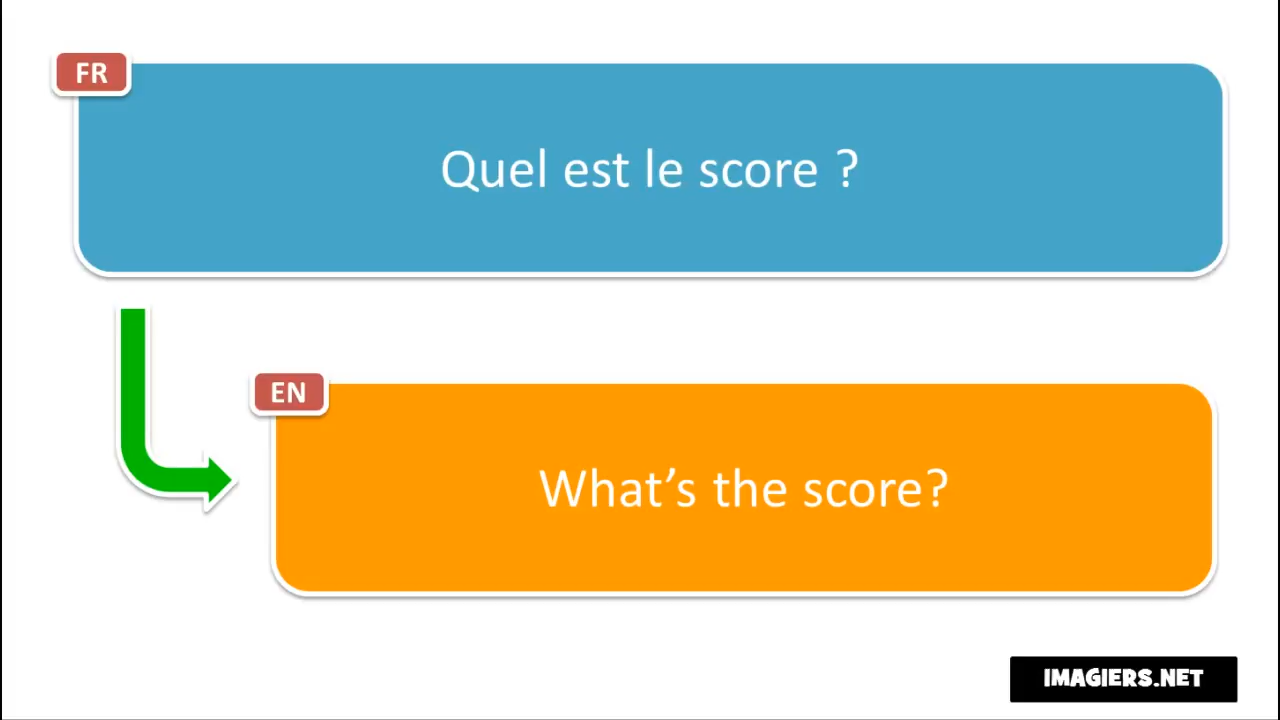 FR
Quel est le score ?
EN
What’s the score?
IMAGIERS.NET